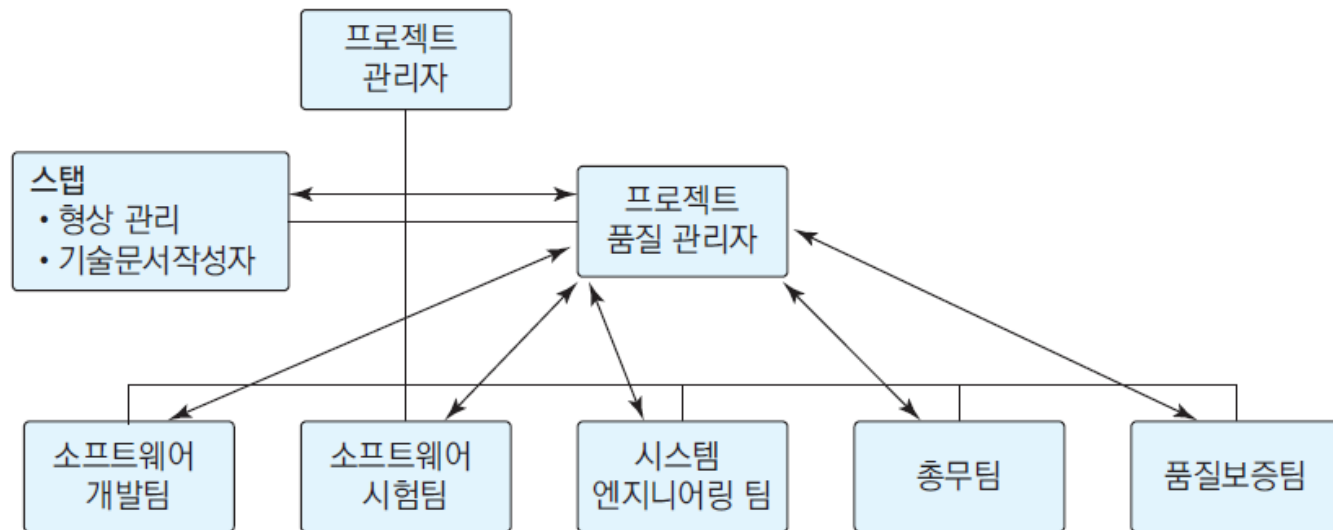 프로젝트
관리자
스탭
• 형상 관리
• 기술문서작성자
프로젝트
품질 관리자
소프트웨어
개발팀
소프트웨어
시험팀
시스템
엔지니어링 팀
총무팀
품질보증팀